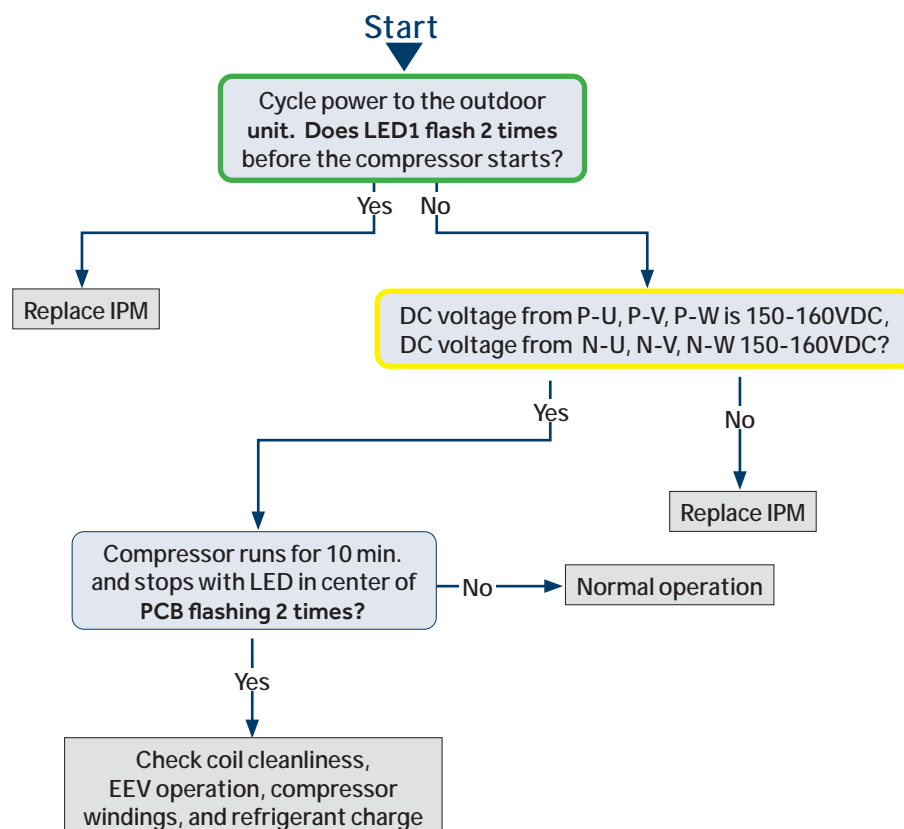 Start
Cycle power to the outdoor
unit. Does LED1 flash 2 times
before the compressor starts?
Yes No
Replace IPM
DC voltage from P-U, P-V, P-W is 150-160VDC,
DC voltage from N-U, N-V, N-W 150-160VDC?
Yes
No
Replace IPM
Compressor runs for 10 min.
and stops with LED in center of
PCB flashing 2 times?
No
Normal operation
Yes
Check coil cleanliness,
EEV operation, compressor
windings, and refrigerant charge